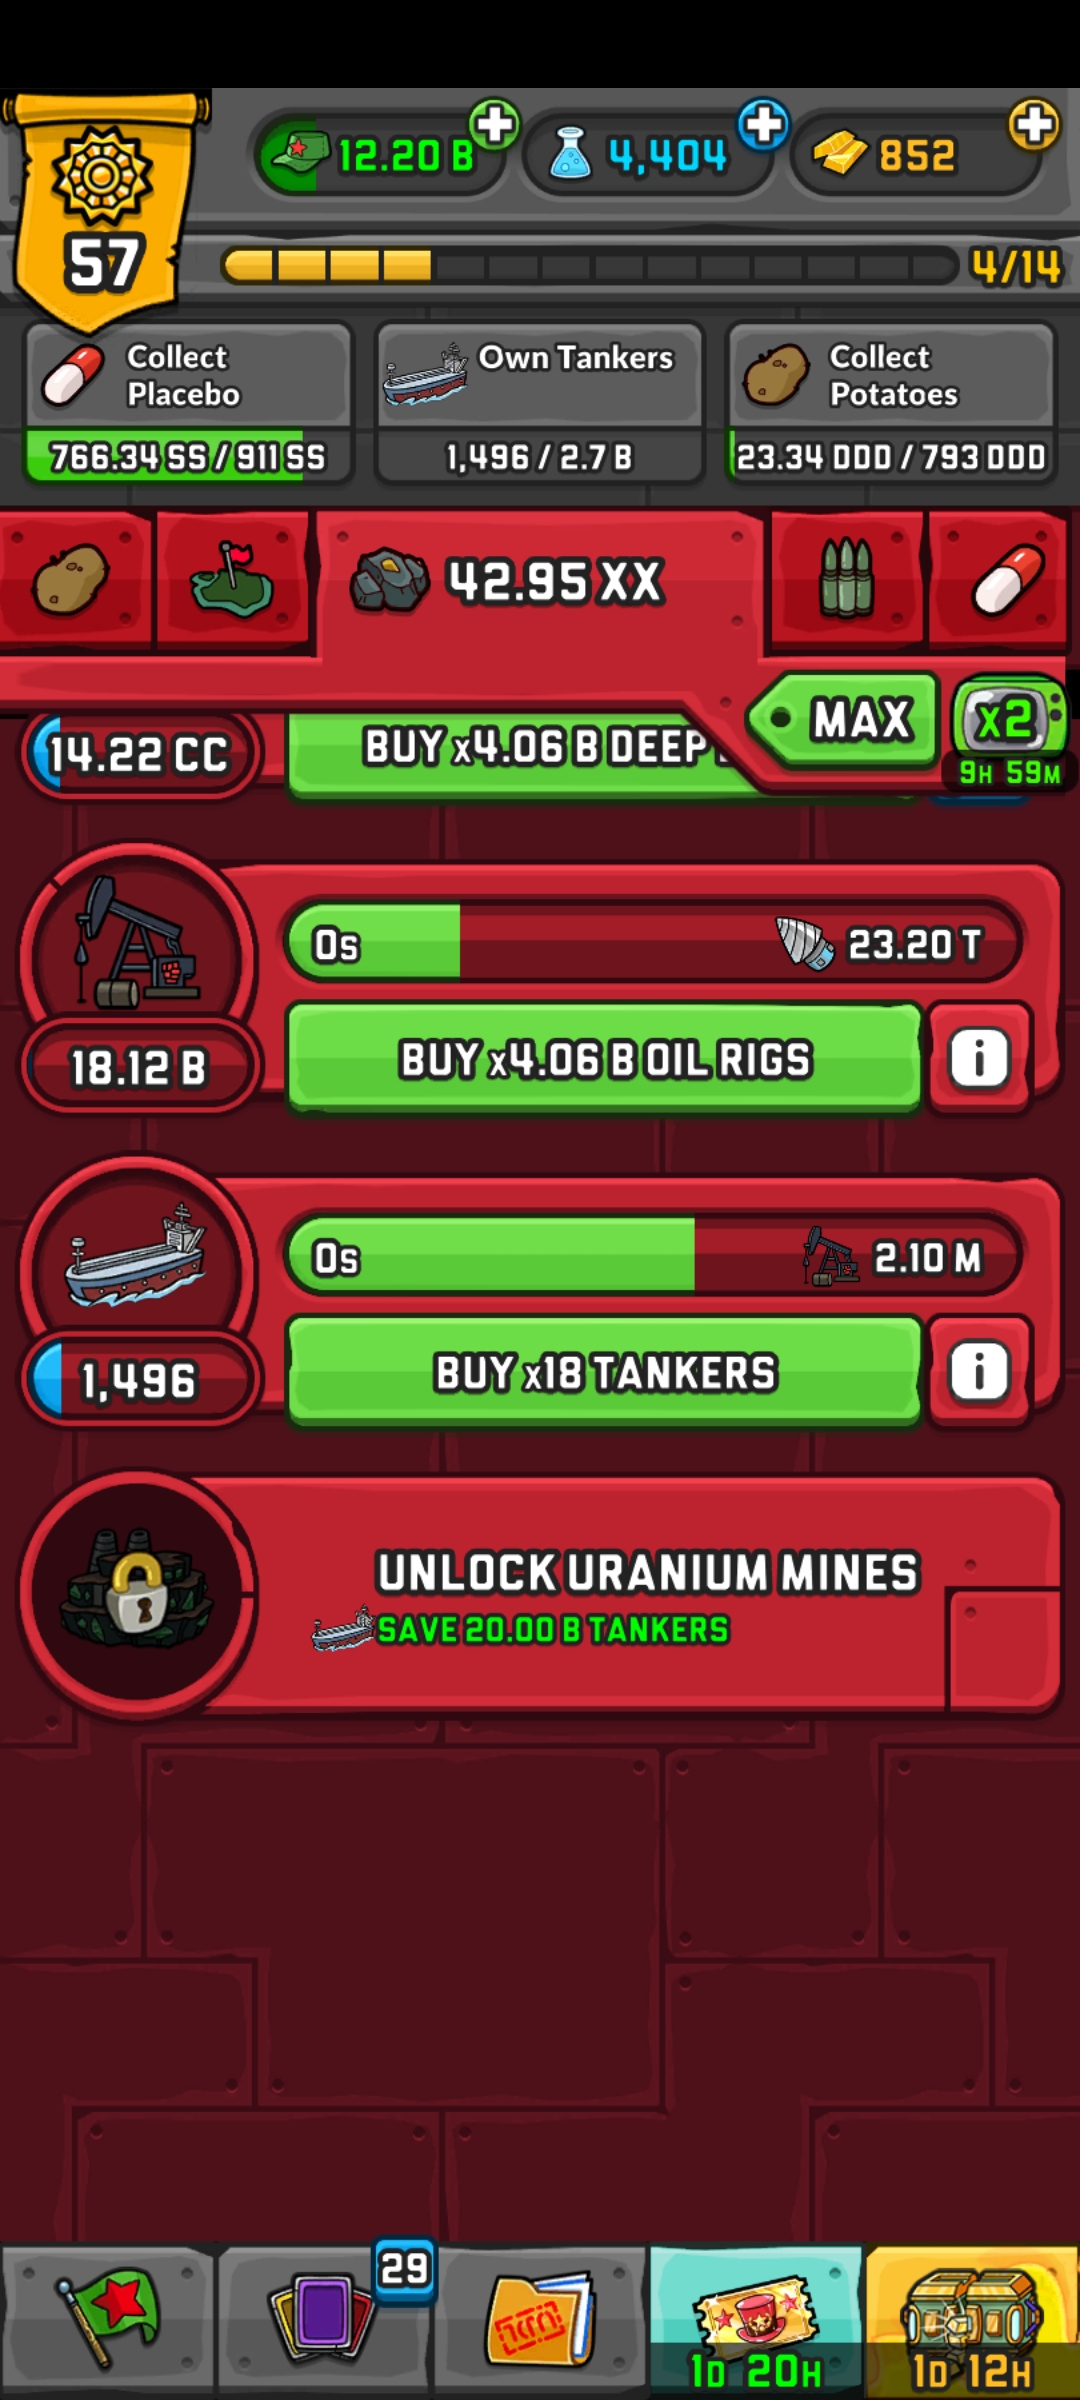 12.20 B
4,404
852
57
4/14
Collect
Placebo
766.34 SS / 911 SS
Own Tankers
1,496 / 2.7 B
Collect
Potatoes
23.34 DDD / 793 DDD
42.95 XX
MAX
x2
9H 59M
14.22 CC
BUY x4.06 B DEEP
0s
23.20 T
18.12 B
BUY x4.06 B OIL RIGS
i
0s
2.10 M
1,496
BUY x18 TANKERS
i
UNLOCK URANIUM MINES
SAVE 20.00 B TANKERS
29
1D 20H
1D 12H